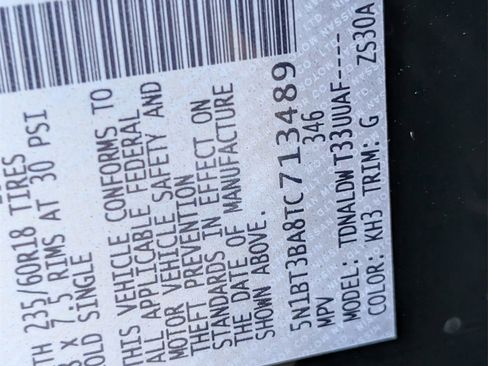 TH 235/60R18 TIRES
8 x 7.5 RIMS AT 30 PSI
OLD SINGLE
THIS VEHICLE CONFORMS TO
ALL APPLICABLE FEDERAL
MOTOR VEHICLE SAFETY AND
THEFT PREVENTION
STANDARDS IN EFFECT ON
THE DATE OF MANUFACTURE
SHOWN ABOVE.
5N1BT3BA8TC713489
346
MPV
MODEL: TDNALDWT33UUAF----
COLOR: KH3 TRIM: G ZS30A